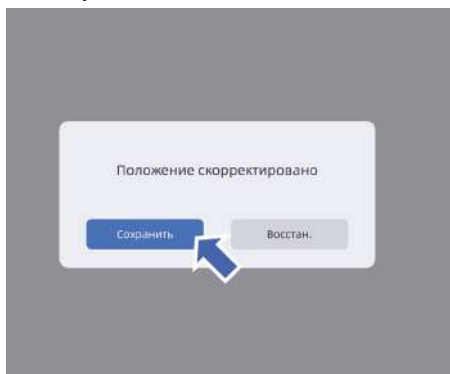 Положение скорректировано
Сохранить
Восстан..